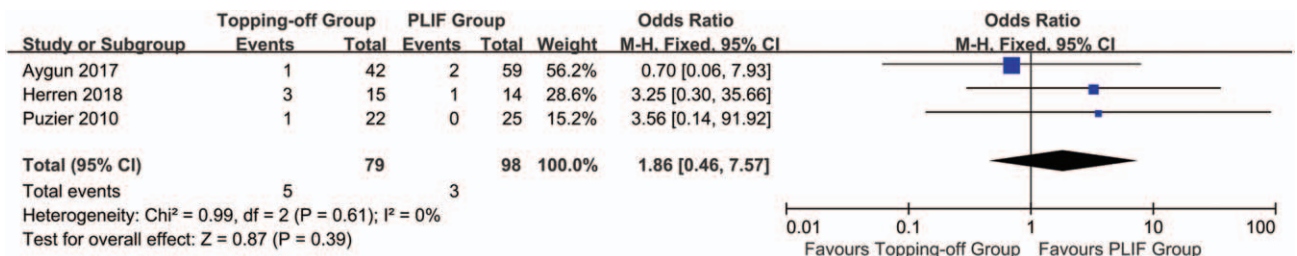 Topping-off Group PLIF Group Odds Ratio Odds Ratio
Study or Subgroup Events Total Events Total Weight M-H, Fixed, 95% CI M-H, Fixed, 95% CI
Aygun 2017 1 42 2 59 56.2% 0.70 [0.06, 7.93]
Herren 2018 3 15 1 14 28.6% 3.25 [0.30, 35.66]
Puzier 2010 1 22 0 25 15.2% 3.56 [0.14, 91.92]
Total (95% CI) 79 98 100.0% 1.86 [0.46, 7.57]
Total events 5 3
Heterogeneity: Chi² = 0.99, df = 2 (P = 0.61); I² = 0%
Test for overall effect: Z = 0.87 (P = 0.39)
0.01 0.1 1 10 100
Favours Topping-off Group Favours PLIF Group